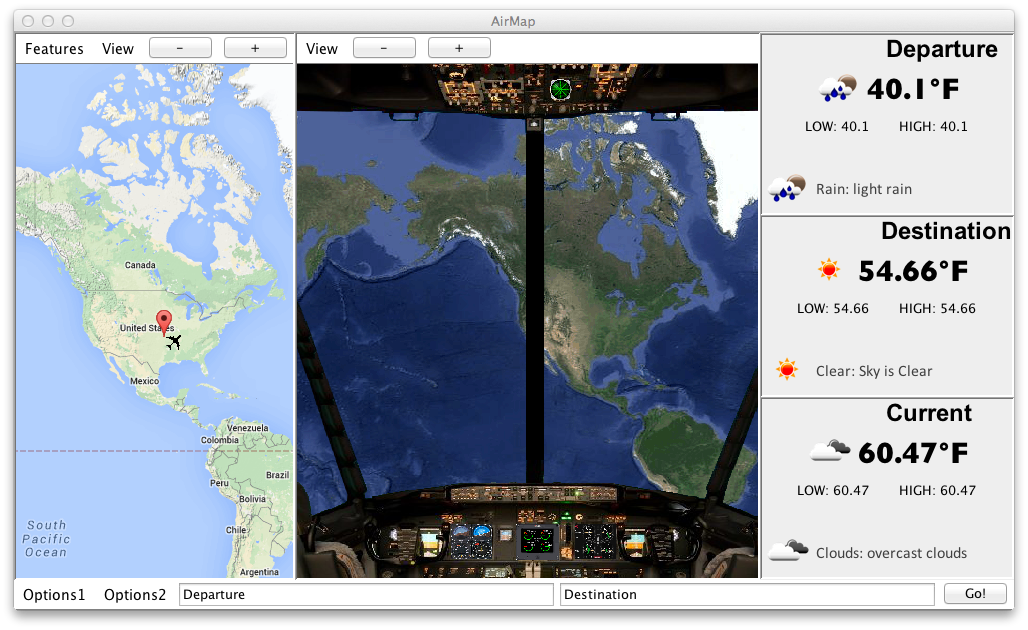 AirMap
Features View - +
View - +
Canada
United States
Mexico
Venezuela
Colombia
Brazil
Peru
Bolivia
Chile
South
Pacific
Ocean
Argentina
Departure
40.1°F
LOW: 40.1 HIGH: 40.1
Rain: light rain
Destination
54.66°F
LOW: 54.66 HIGH: 54.66
Clear: Sky is Clear
Current
60.47°F
LOW: 60.47 HIGH: 60.47
Clouds: overcast clouds
Options1 Options2 Departure Destination Go!